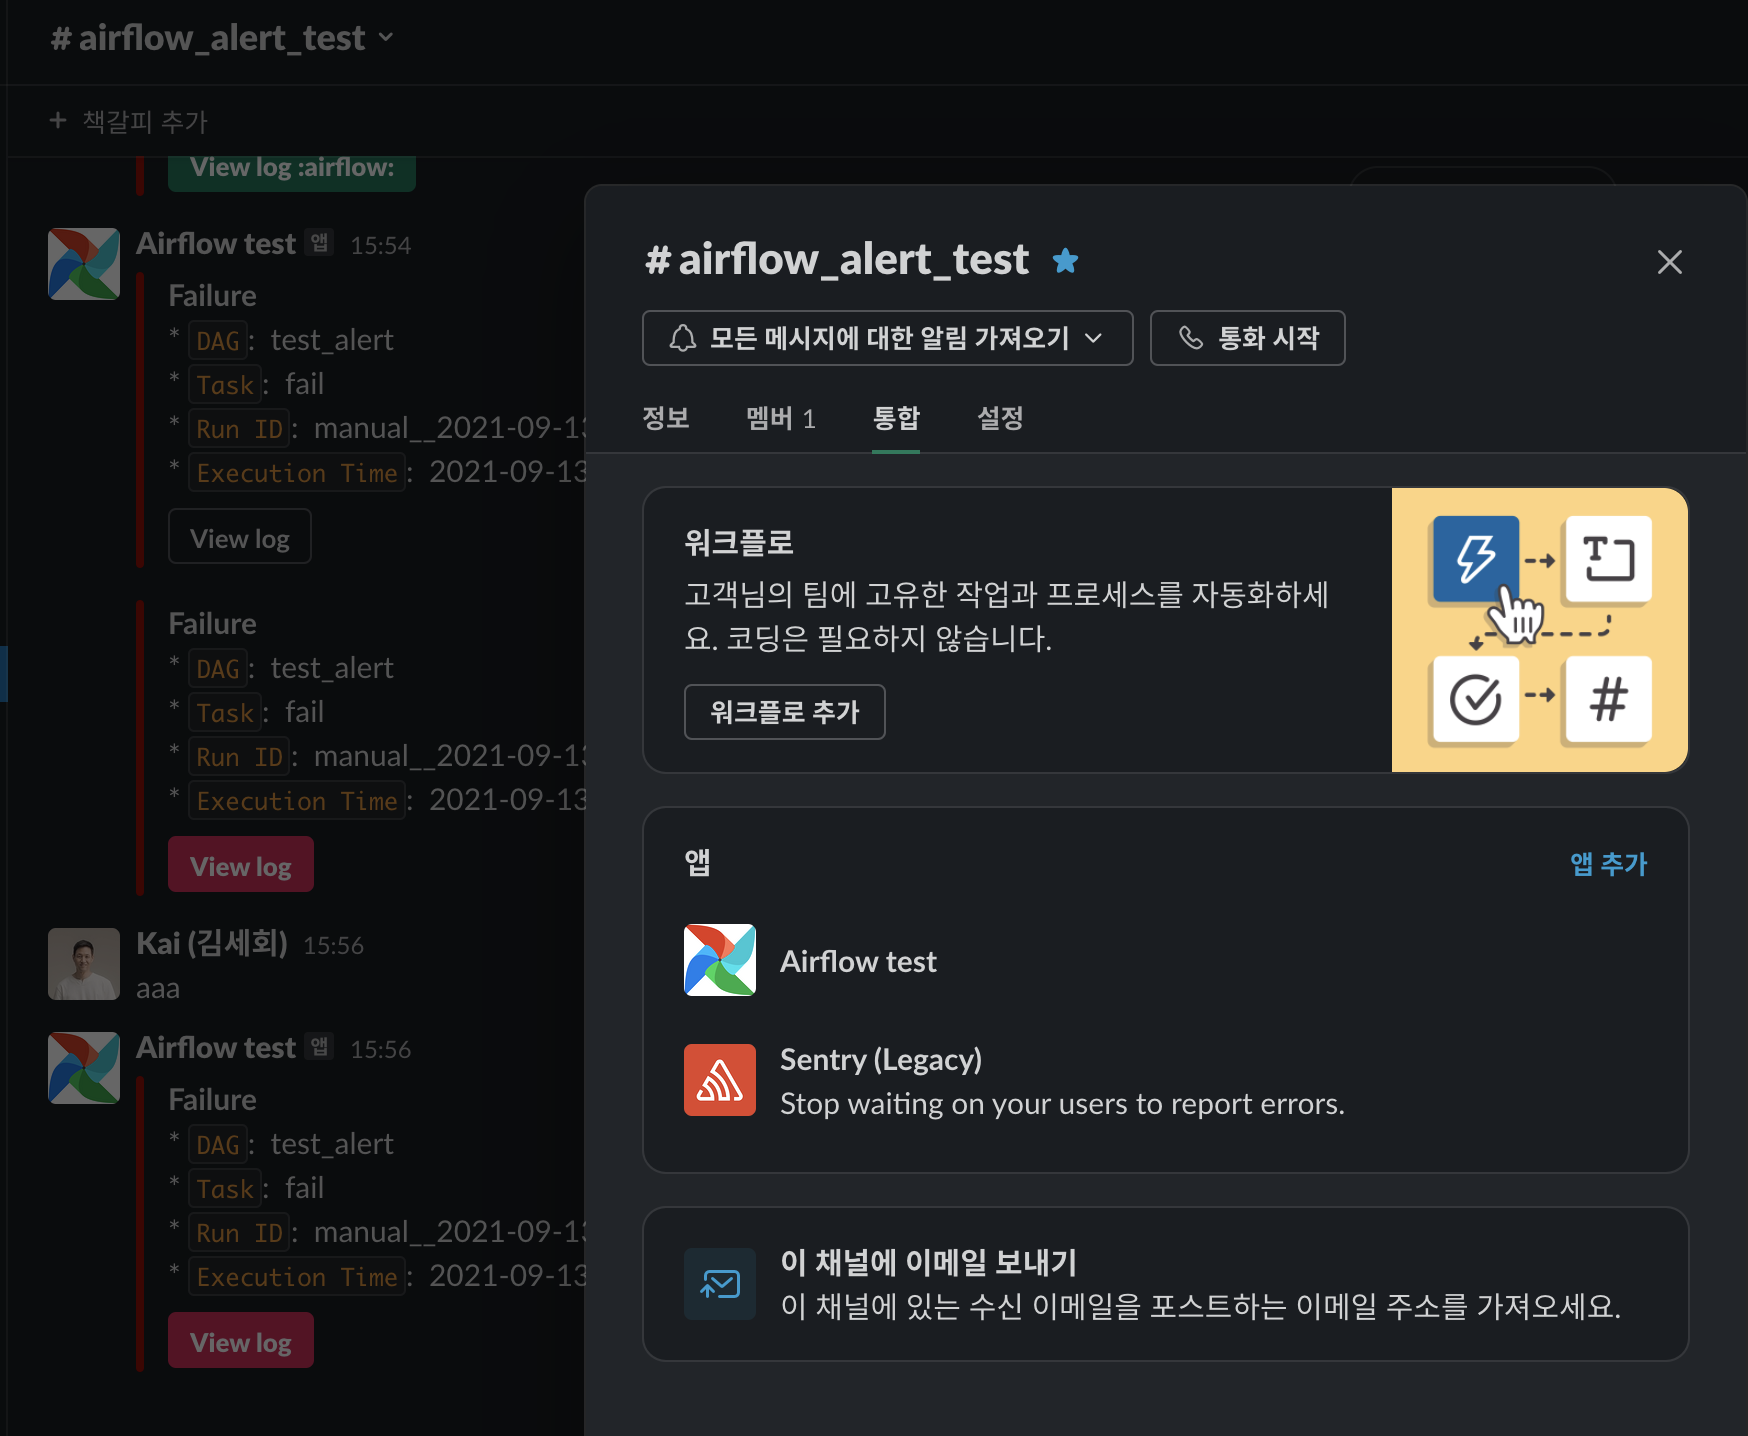 # airflow_alert_test
+ 책갈피 추가
View log :airflow:
Airflow test 앱 15:54
Failure
* DAG: test_alert
* Task: fail
* Run ID: manual__2021-09-13
* Execution Time: 2021-09-13
View log
Failure
* DAG: test_alert
* Task: fail
* Run ID: manual__2021-09-13
* Execution Time: 2021-09-13
View log
Kai (김세회) 15:56
aaa
Airflow test 앱 15:56
Failure
* DAG: test_alert
* Task: fail
* Run ID: manual__2021-09-13
* Execution Time: 2021-09-13
View log
# airflow_alert_test
모든 메시지에 대한 알림 가져오기
통화 시작
정보 멤버 1 통합 설정
워크플로
고객님의 팀에 고유한 작업과 프로세스를 자동화하세
요. 코딩은 필요하지 않습니다.
워크플로 추가
앱
앱 추가
Airflow test
Sentry (Legacy)
Stop waiting on your users to report errors.
이 채널에 이메일 보내기
이 채널에 있는 수신 이메일을 포스트하는 이메일 주소를 가져오세요.